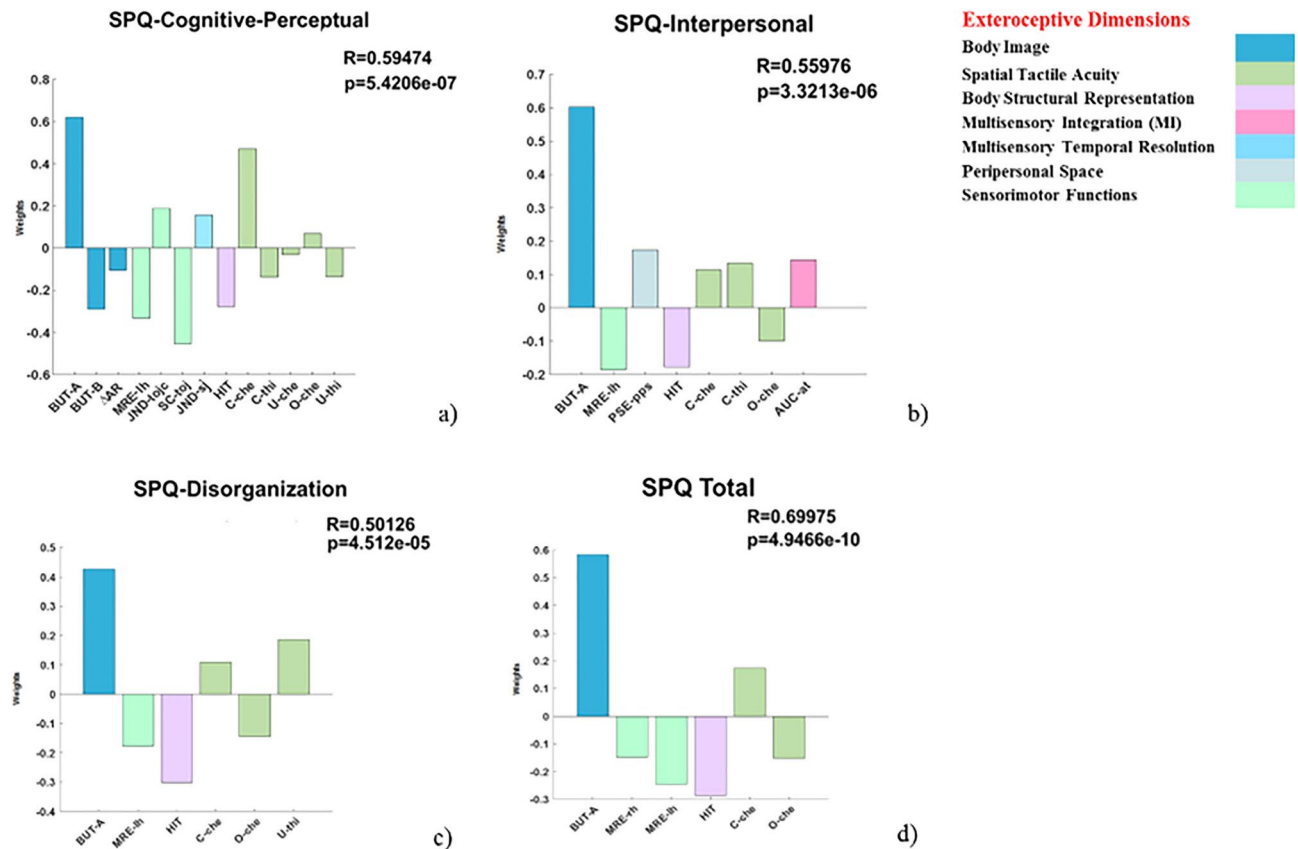 SPQ-Cognitive-Perceptual
R=0.59474
p=5.4206e-07
Weights
0.8
0.6
0.4
0.2
0
-0.2
-0.4
-0.6
BUT-A
BUT-B
ΔAR
MRE-lh
JND-tojc
SC-toj
JND-sj
HIT
C-che
C-thi
U-che
O-che
U-thi
a)
SPQ-Interpersonal
R=0.55976
p=3.3213e-06
Weights
0.7
0.6
0.5
0.4
0.3
0.2
0.1
0
-0.1
-0.2
BUT-A
MRE-lh
PSE-pps
HIT
C-che
C-thi
O-che
AUC-at
b)
Exteroceptive Dimensions
Body Image
Spatial Tactile Acuity
Body Structural Representation
Multisensory Integration (MI)
Multisensory Temporal Resolution
Peripersonal Space
Sensorimotor Functions
SPQ-Disorganization
R=0.50126
p=4.512e-05
Weights
0.5
0.4
0.3
0.2
0.1
0
-0.1
-0.2
-0.3
-0.4
BUT-A
MRE-lh
HIT
C-che
O-che
U-thi
c)
SPQ Total
R=0.69975
p=4.9466e-10
Weights
0.6
0.5
0.4
0.3
0.2
0.1
0
-0.1
-0.2
-0.3
BUT-A
MRE-rh
MRE-lh
HIT
C-che
O-che
d)